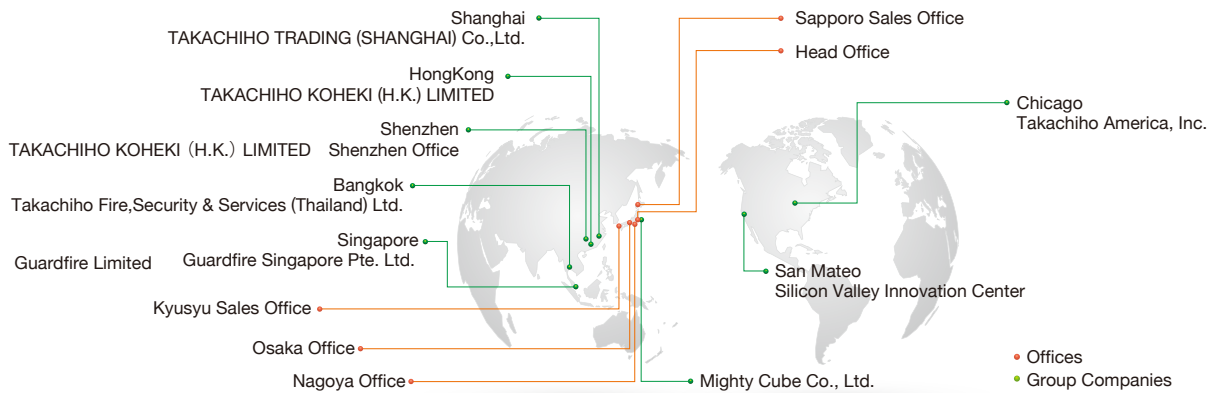 Shanghai
TAKACHIHO TRADING (SHANGHAI) Co.,Ltd.
HongKong
TAKACHIHO KOHEKI (H.K.) LIMITED
Shenzhen
TAKACHIHO KOHEKI（H.K.）LIMITED Shenzhen Office
Bangkok
Takachiho Fire,Security & Services (Thailand) Ltd.
Singapore
Guardfire Limited Guardfire Singapore Pte. Ltd.
Kyusyu Sales Office
Osaka Office
Nagoya Office
Sapporo Sales Office
Head Office
Chicago
Takachiho America, Inc.
San Mateo
Silicon Valley Innovation Center
Mighty Cube Co., Ltd.
Offices
Group Companies